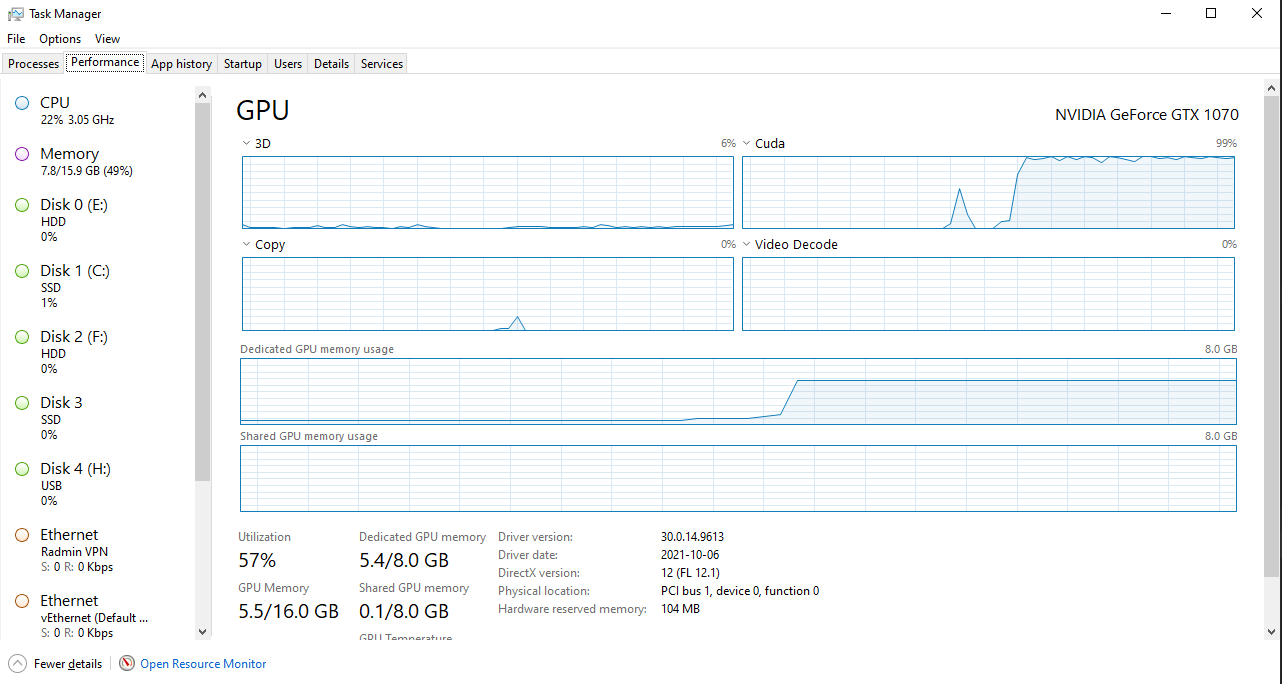 Task Manager
File Options View
Processes Performance App history Startup Users Details Services
CPU
22% 3.05 GHz
Memory
7.8/15.9 GB (49%)
Disk 0 (E:)
HDD
0%
Disk 1 (C:)
SSD
1%
Disk 2 (F:)
HDD
0%
Disk 3
SSD
0%
Disk 4 (H:)
USB
0%
Ethernet
Radmin VPN
S: 0 R: 0 Kbps
Ethernet
vEthernet (Default ...
S: 0 R: 0 Kbps
GPU NVIDIA GeForce GTX 1070
3D 6% Cuda 99%
Copy 0% Video Decode 0%
Dedicated GPU memory usage 8.0 GB
Shared GPU memory usage 8.0 GB
Utilization
57%
Dedicated GPU memory
5.4/8.0 GB
GPU Memory
5.5/16.0 GB
Shared GPU memory
0.1/8.0 GB
GPU Temperature
Driver version: 30.0.14.9613
Driver date: 2021-10-06
DirectX version: 12 (FL 12.1)
Physical location: PCI bus 1, device 0, function 0
Hardware reserved memory: 104 MB
Fewer details Open Resource Monitor